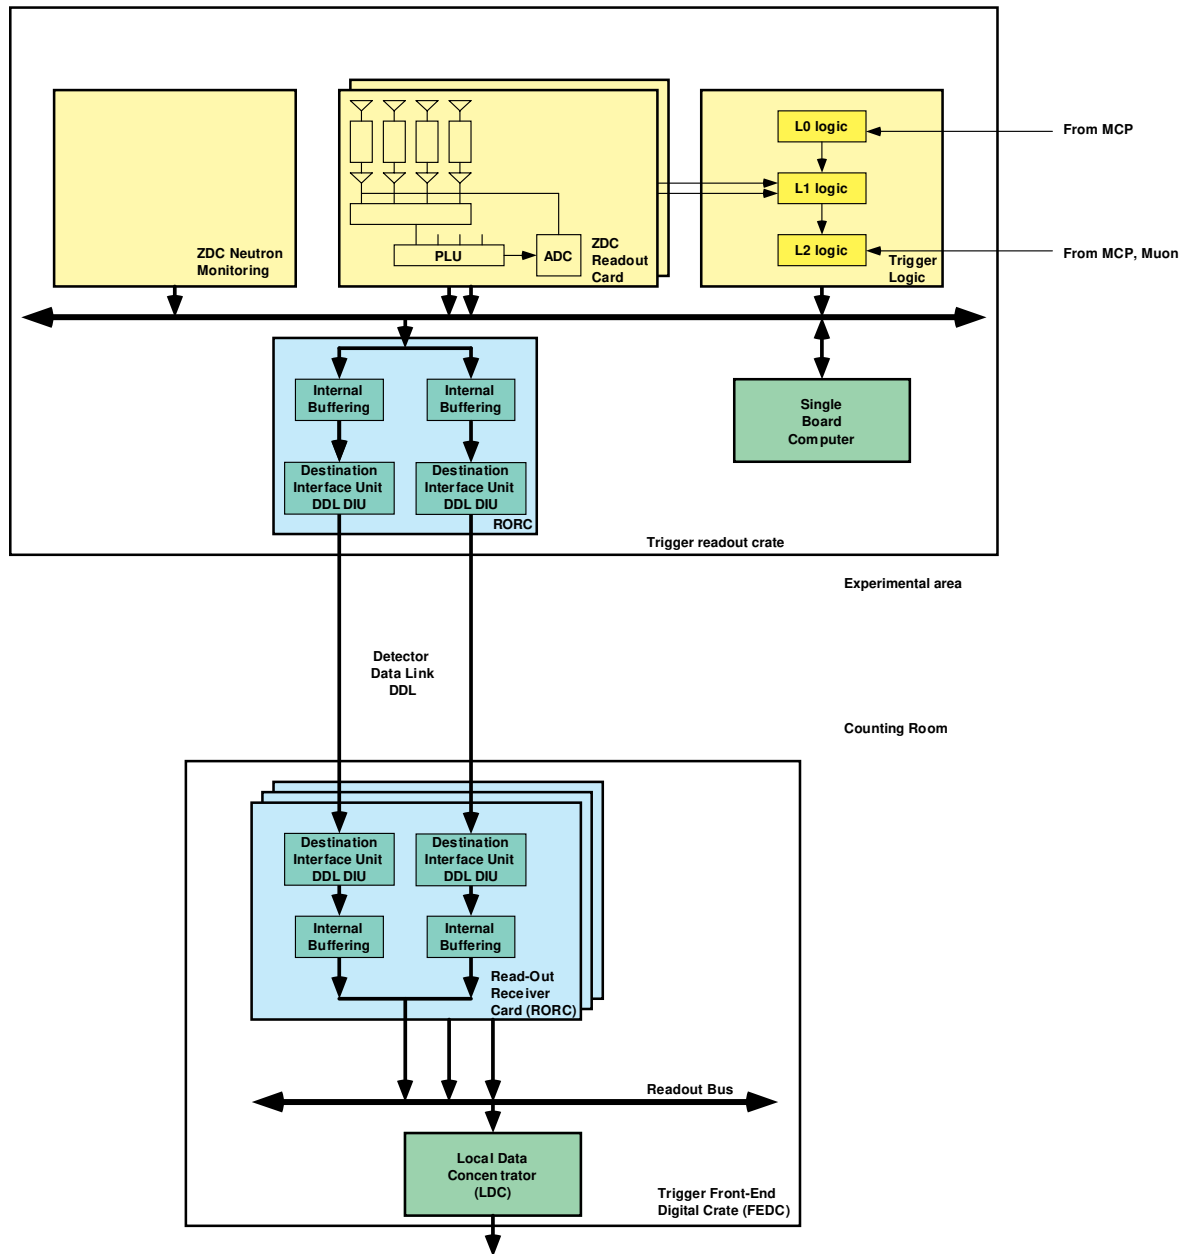 L0 logic
From MCP
L1 logic
ZDC Neutron
Monitoring
PLU
ADC
ZDC
Readout
Card
L2 logic
Trigger
Logic
From MCP, Muon
Internal
Buffering
Internal
Buffering
Single
Board
Computer
Destination
Interface Unit
DDL DIU
Destination
Interface Unit
DDL DIU
RORC
Trigger readout crate
Experimental area
Detector
Data Link
DDL
Counting Room
Destination
Interface Unit
DDL DIU
Destination
Interface Unit
DDL DIU
Internal
Buffering
Internal
Buffering
Read-Out
Receiver
Card (RORC)
Readout Bus
Local Data
Concentrator
(LDC)
Trigger Front-End
Digital Crate (FEDC)